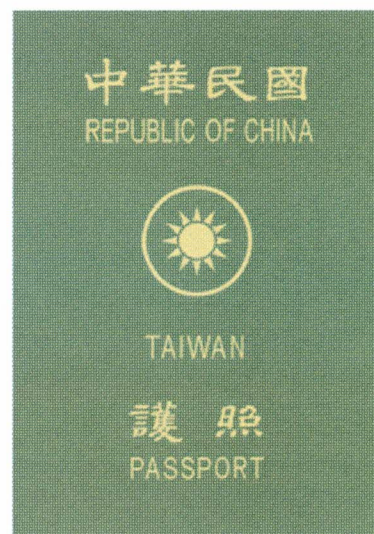 中華民國
REPUBLIC OF CHINA
TAIWAN
護照
PASSPORT